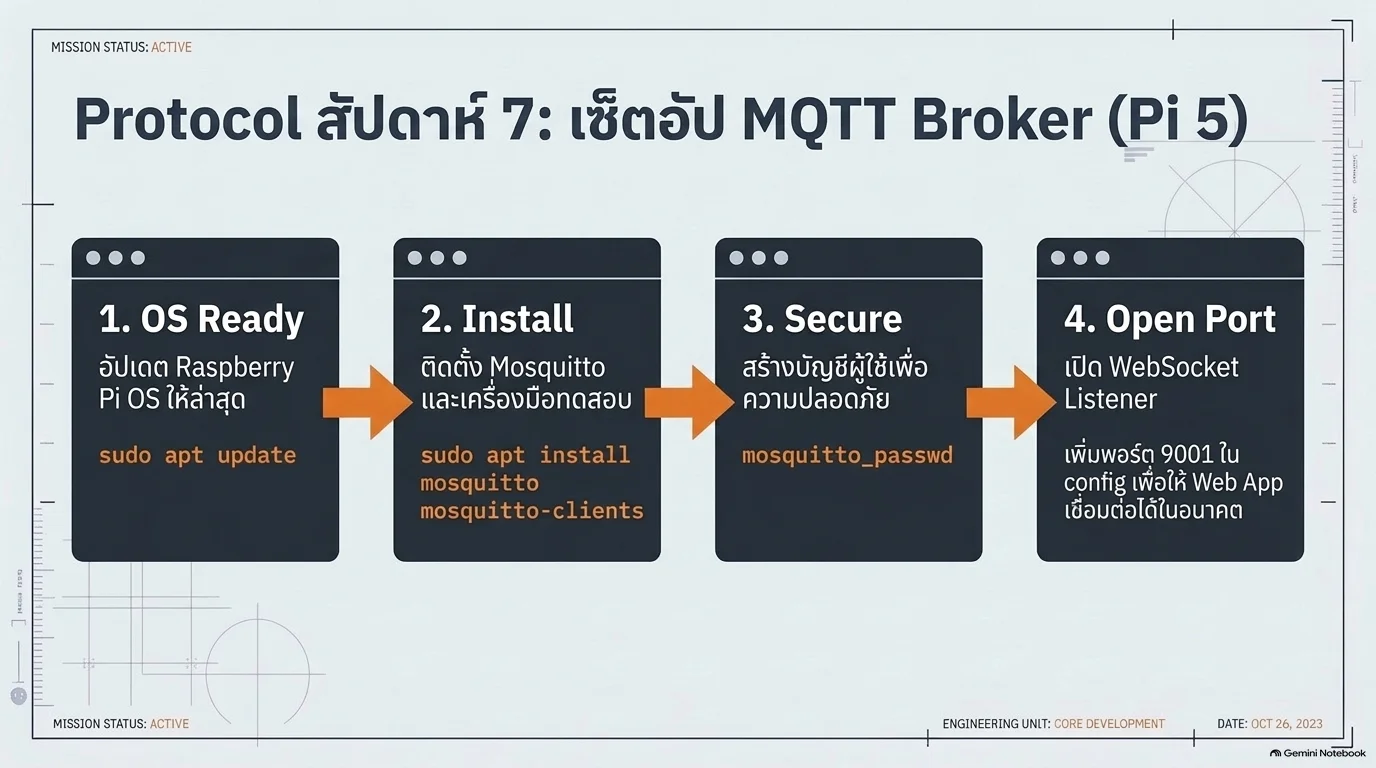 MISSION STATUS: ACTIVE
Protocol สัปดาห์ 7: เซ็ตอัป MQTT Broker (Pi 5)
1. OS Ready
อัปเดต Raspberry
Pi OS ให้ล่าสุด
sudo apt update
2. Install
ติดตั้ง Mosquitto
และเครื่องมือทดสอบ
sudo apt install
mosquitto
mosquitto-clients
3. Secure
สร้างบัญชีผู้ใช้เพื่อ
ความปลอดภัย
mosquitto_passwd
4. Open Port
เปิด WebSocket
Listener
เพิ่มพอร์ต 9001 ใน
config เพื่อให้ Web App
เชื่อมต่อได้ในอนาคต
MISSION STATUS: ACTIVE
ENGINEERING UNIT: CORE DEVELOPMENT
DATE: OCT 26, 2023
Gemini Notebook